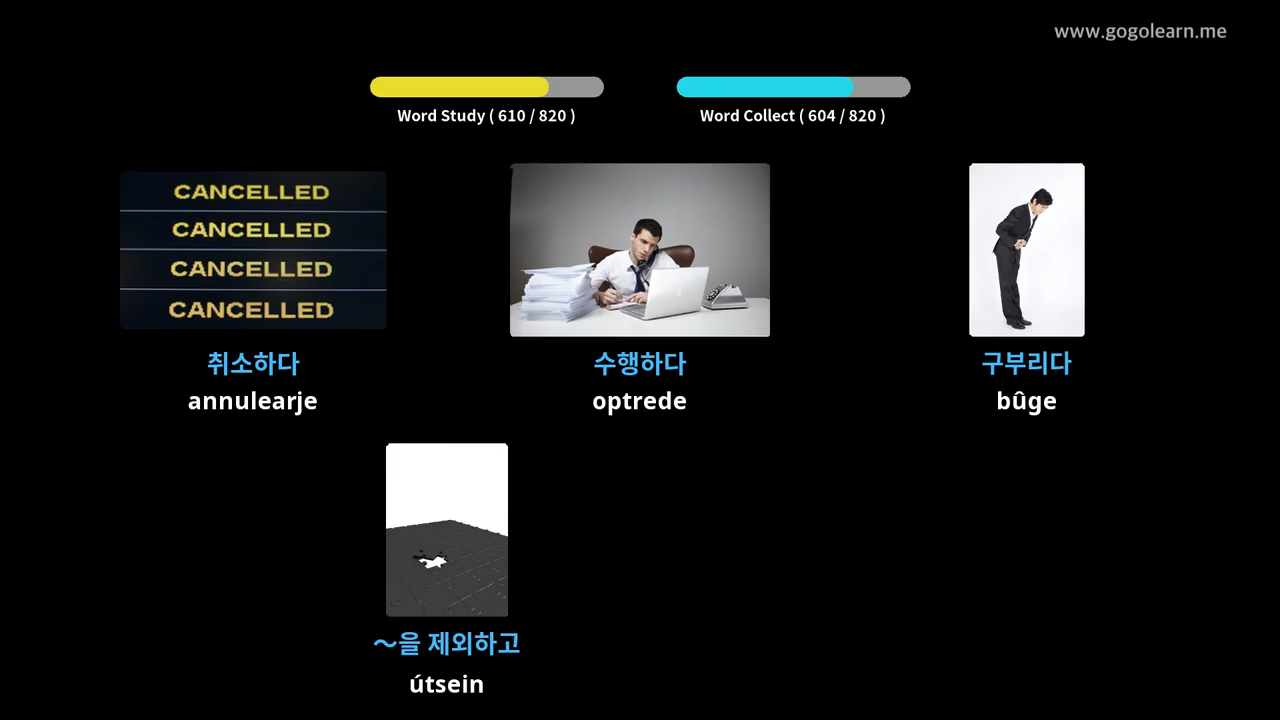 www.gogolearn.me
Word Study ( 610 / 820 )
Word Collect ( 604 / 820 )
CANCELLED
CANCELLED
CANCELLED
CANCELLED
취소하다
annulearje
수행하다
optrede
구부리다
bûge
～을 제외하고
útsein